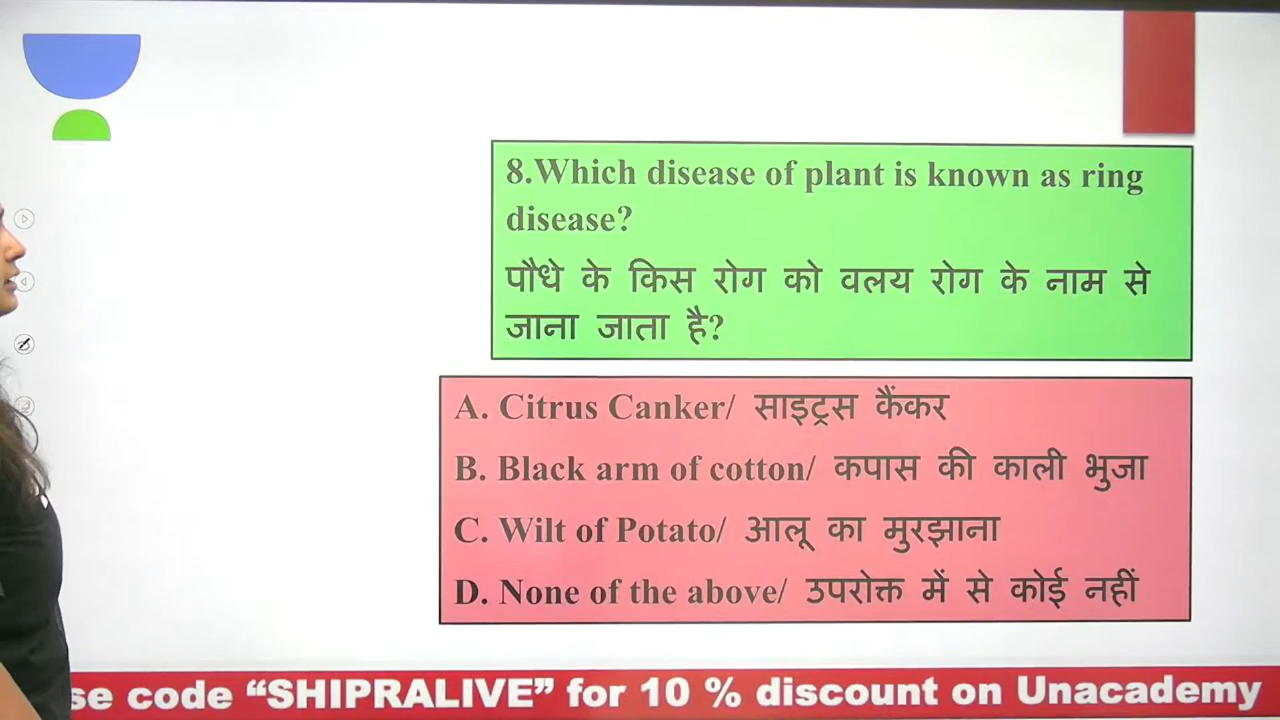 8.Which disease of plant is known as ring
disease?
पौधे के किस रोग को वलय रोग के नाम से
जाना जाता है?
A. Citrus Canker/ साइट्रस कैंकर
B. Black arm of cotton/ कपास की काली भुजा
C. Wilt of Potato/ आलू का मुरझाना
D. None of the above/ उपरोक्त में से कोई नहीं
se code “SHIPRALIVE” for 10 % discount on Unacademy